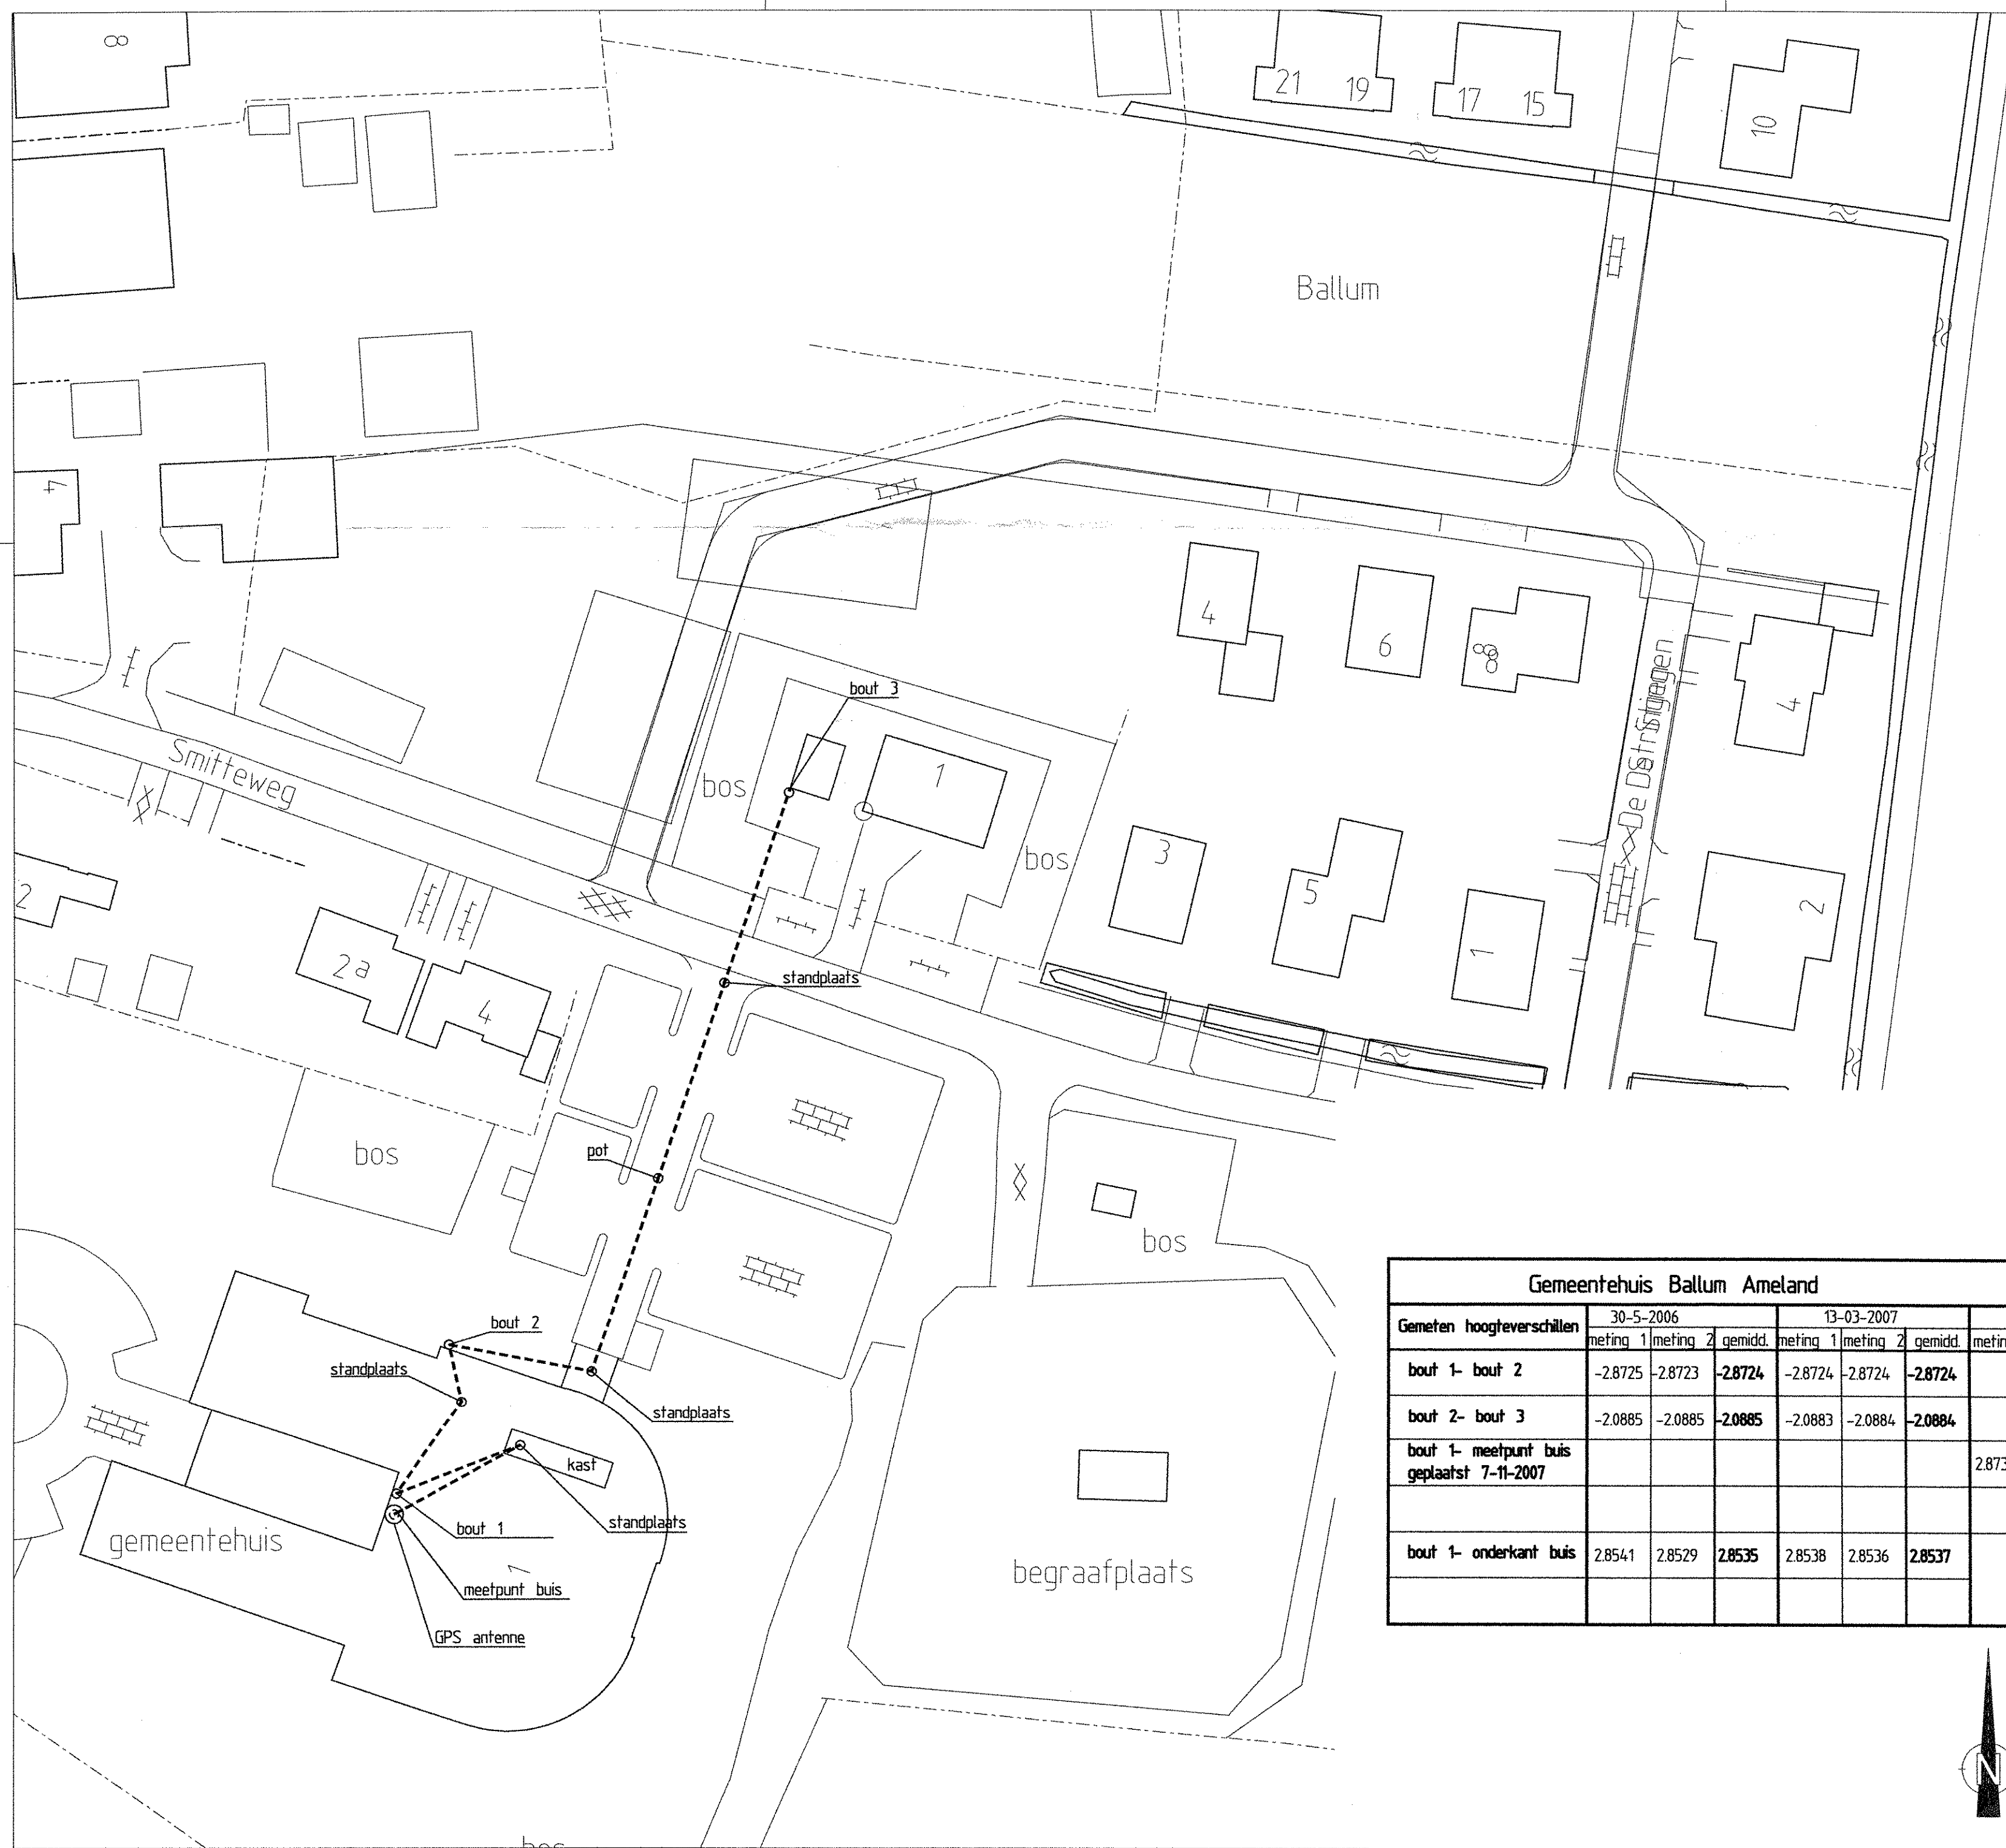 8
21 19 17 15
10
Ballum
7
4
6
8
8
4
bout 3
Smitteweg
bos
1
bos
3
5
1
2
2
2a
4
standplaats
bos
pot
bos
bout 2
standplaats
standplaats
kast
bout 1
standplaats
gemeentehuis
1
meetpunt buis
GPS antenne
begraafplaats
Gemeentehuis Ballum Ameland
Gemeten hoogteverschillen 30-5-2006 13-03-2007
meting 1 meting 2 gemidd. meting 1 meting 2 gemidd.
bout 1- bout 2 -2.8725 -2.8723 -2.8724 -2.8724 -2.8724 -2.8724
bout 2- bout 3 -2.0885 -2.0885 -2.0885 -2.0883 -2.0884 -2.0884
bout 1- meetpunt buis
geplaatst 7-11-2007 2.873
bout 1- onderkant buis 2.8541 2.8529 2.8535 2.8538 2.8536 2.8537
N